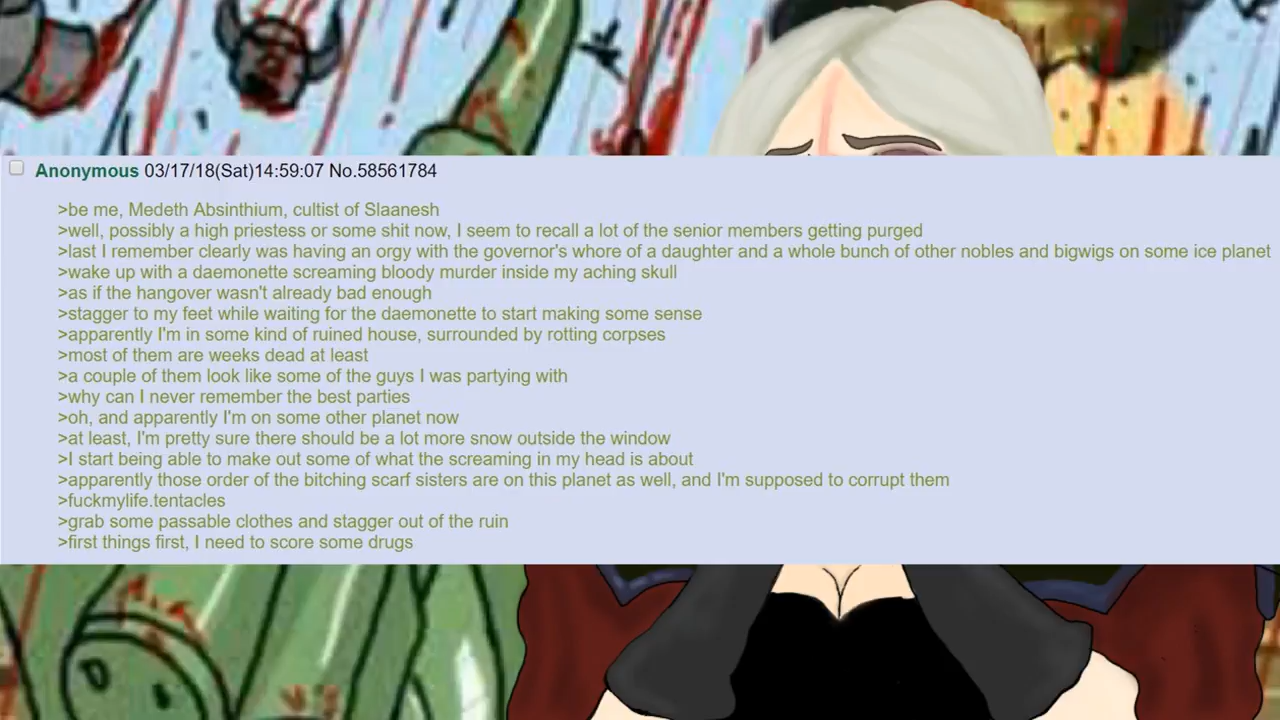 Anonymous 03/17/18(Sat)14:59:07 No.58561784
>be me, Medeth Absinthium, cultist of Slaanesh
>well, possibly a high priestess or some shit now, I seem to recall a lot of the senior members getting purged
>last I remember clearly was having an orgy with the governor's whore of a daughter and a whole bunch of other nobles and bigwigs on some ice planet
>wake up with a daemonette screaming bloody murder inside my aching skull
>as if the hangover wasn't already bad enough
>stagger to my feet while waiting for the daemonette to start making some sense
>apparently I'm in some kind of ruined house, surrounded by rotting corpses
>most of them are weeks dead at least
>a couple of them look like some of the guys I was partying with
>why can I never remember the best parties
>oh, and apparently I'm on some other planet now
>at least, I'm pretty sure there should be a lot more snow outside the window
>I start being able to make out some of what the screaming in my head is about
>apparently those order of the bitching scarf sisters are on this planet as well, and I'm supposed to corrupt them
>fuckmylife.tentacles
>grab some passable clothes and stagger out of the ruin
>first things first, I need to score some drugs